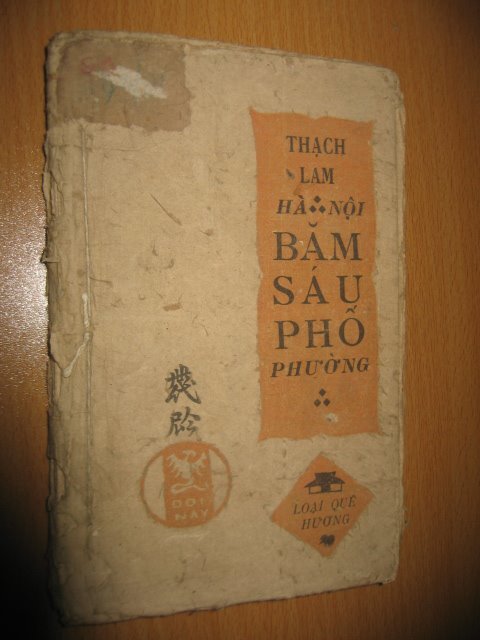 THẠCH
LAM
HÀ NỘI
BĂM
SÁU
PHỐ
PHƯỜNG
ĐỜI
NAY
LOẠI QUÊ
HƯƠNG